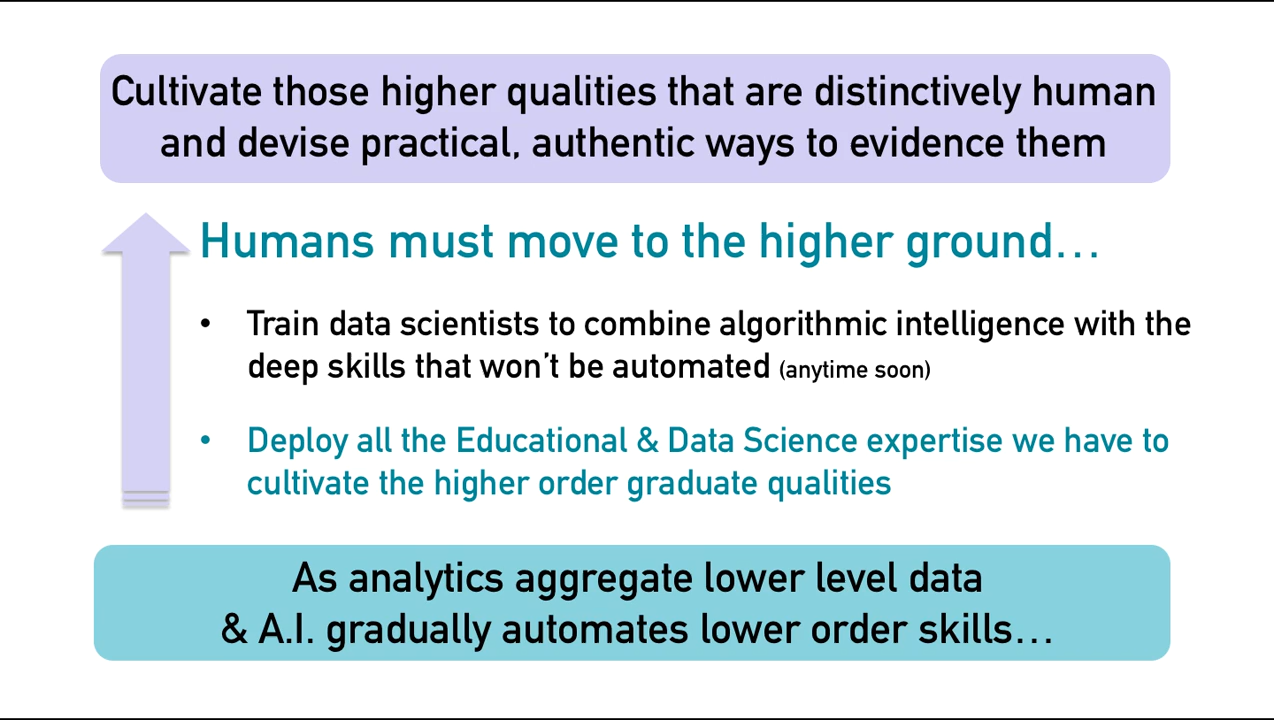 Cultivate those higher qualities that are distinctively human
and devise practical, authentic ways to evidence them
Humans must move to the higher ground…
• Train data scientists to combine algorithmic intelligence with the
deep skills that won’t be automated (anytime soon)
• Deploy all the Educational & Data Science expertise we have to
cultivate the higher order graduate qualities
As analytics aggregate lower level data
& A.I. gradually automates lower order skills…